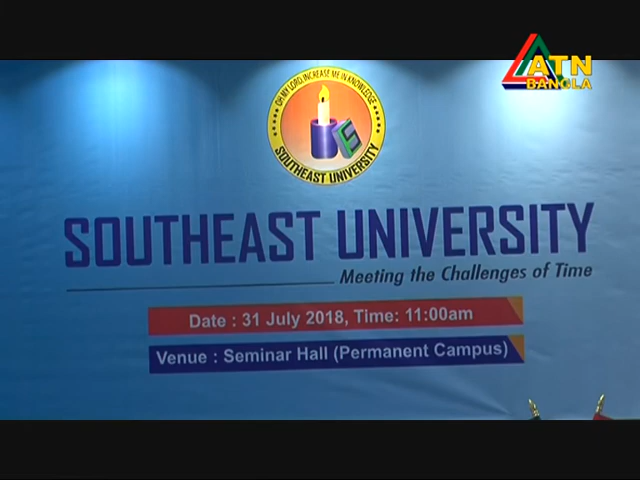 ATN
BANGLA
OH MY LORD, INCREASE ME IN KNOWLEDGE
SOUTHEAST UNIVERSITY
SOUTHEAST UNIVERSITY
Meeting the Challenges of Time
Date : 31 July 2018, Time: 11:00am
Venue : Seminar Hall (Permanent Campus)